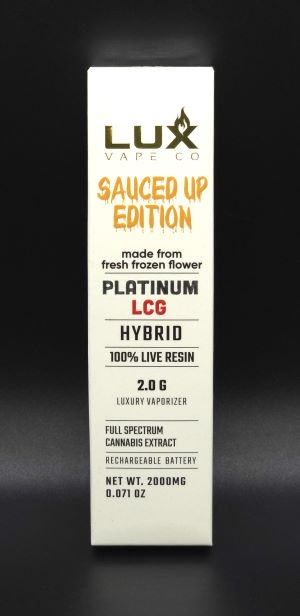 LUX
VAPE CO
SAUCED UP
EDITION
made from
fresh frozen flower
PLATINUM
LCG
HYBRID
100% LIVE RESIN
2.0 G
LUXURY VAPORIZER
FULL SPECTRUM
CANNABIS EXTRACT
RECHARGEABLE BATTERY
NET WT. 2000MG
0.071 OZ